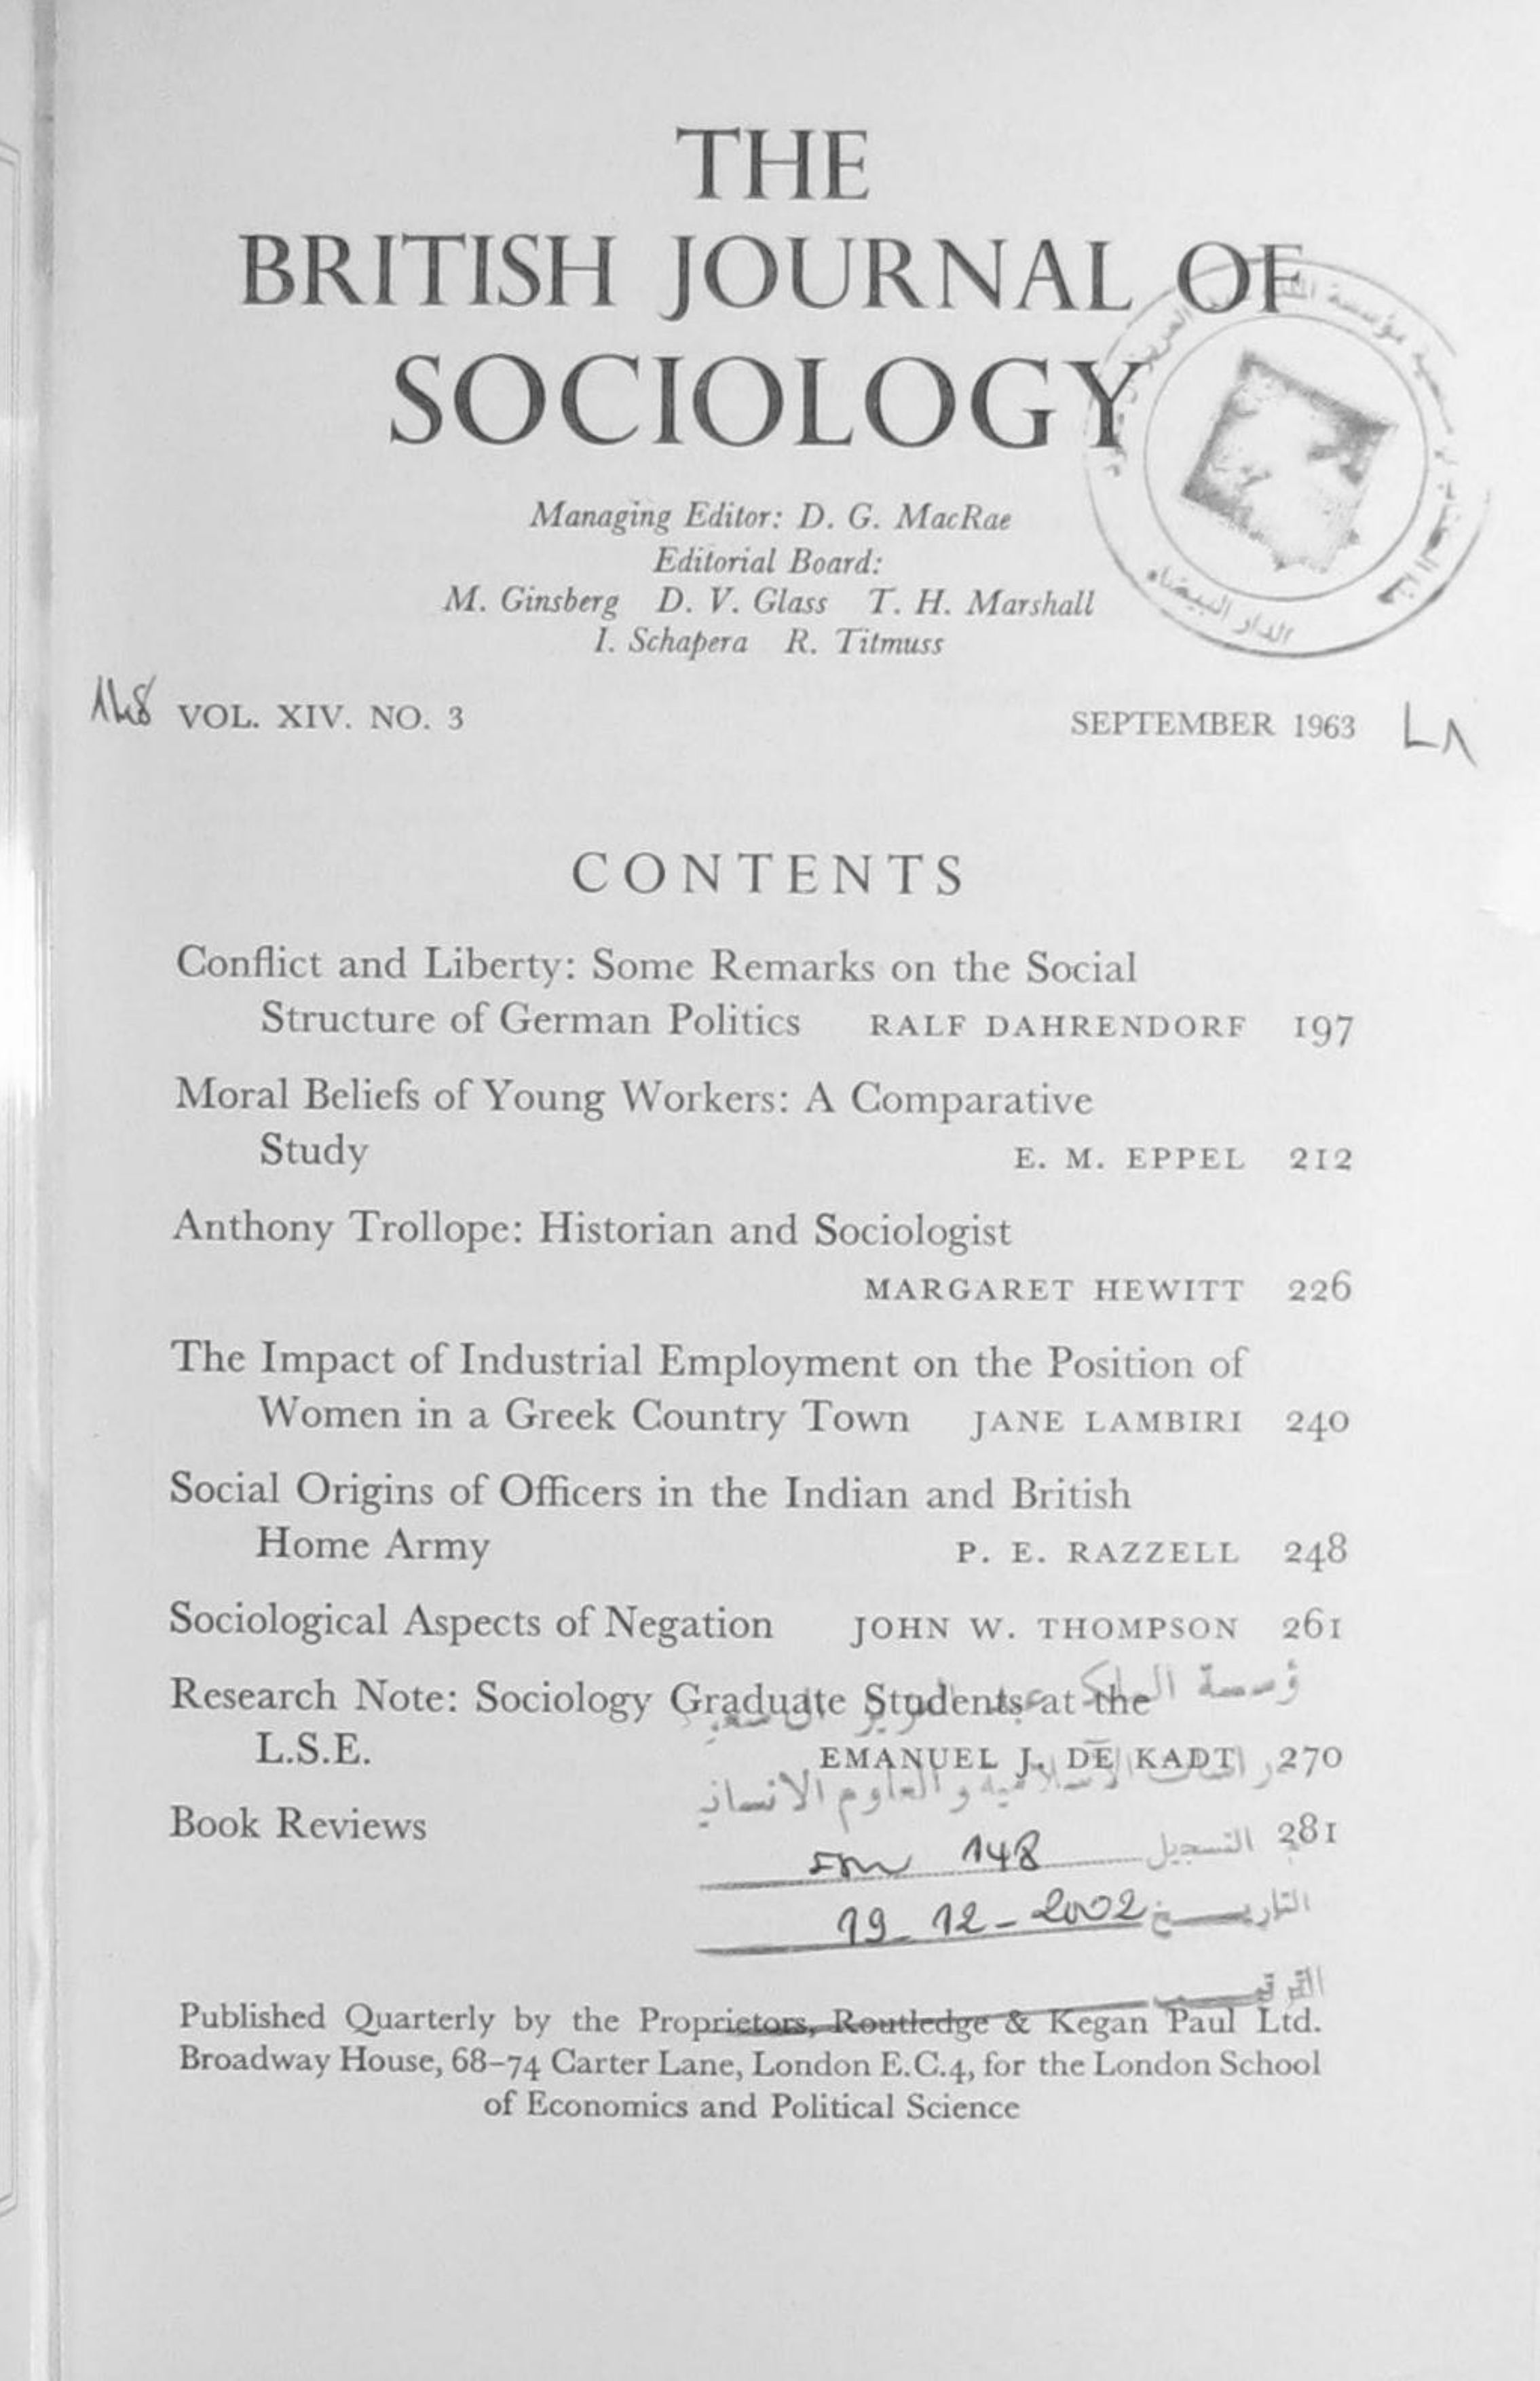 THE
BRITISH JOURNAL OF
SOCIOLOGY
مؤسسة
الدار البيضاء
Managing Editor: D. G. MacRae
Editorial Board:
M. Ginsberg D. V. Glass T. H. Marshall
I. Schapera R. Titmuss
148 VOL. XIV. NO. 3 SEPTEMBER 1963
CONTENTS
Conflict and Liberty: Some Remarks on the Social
Structure of German Politics RALF DAHRENDORF 197
Moral Beliefs of Young Workers: A Comparative
Study E. M. EPPEL 212
Anthony Trollope: Historian and Sociologist
MARGARET HEWITT 226
The Impact of Industrial Employment on the Position of
Women in a Greek Country Town JANE LAMBIRI 240
Social Origins of Officers in the Indian and British
Home Army P. E. RAZZELL 248
Sociological Aspects of Negation JOHN W. THOMPSON 261
Research Note: Sociology Graduate Students at the
L.S.E. EMANUEL J. DE KADT 270
والعلوم الانسانية
Book Reviews 281
التسجيل 148
التاريخ 19-12-2002
Published Quarterly by the Proprietors, Routledge & Kegan Paul Ltd.
Broadway House, 68–74 Carter Lane, London E.C.4, for the London School
of Economics and Political Science